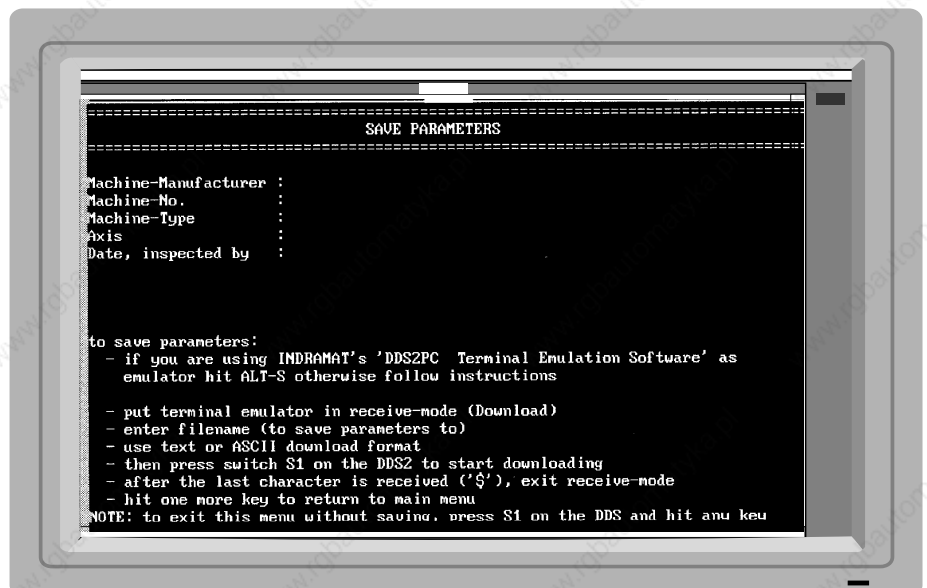 SAVE PARAMETERS
Machine-Manufacturer :
Machine-No. :
Machine-Type :
Axis :
Date, inspected by :
to save parameters:
- if you are using INDRAMAT's 'DDS2PC Terminal Emulation Software' as
emulator hit ALT-S otherwise follow instructions
- put terminal emulator in receive-mode (Download)
- enter filename (to save parameters to)
- use text or ASCII download format
- then press switch S1 on the DDS2 to start downloading
- after the last character is received ('$'), exit receive-mode
- hit one more key to return to main menu
NOTE: to exit this menu without saving, press S1 on the DDS and hit any key